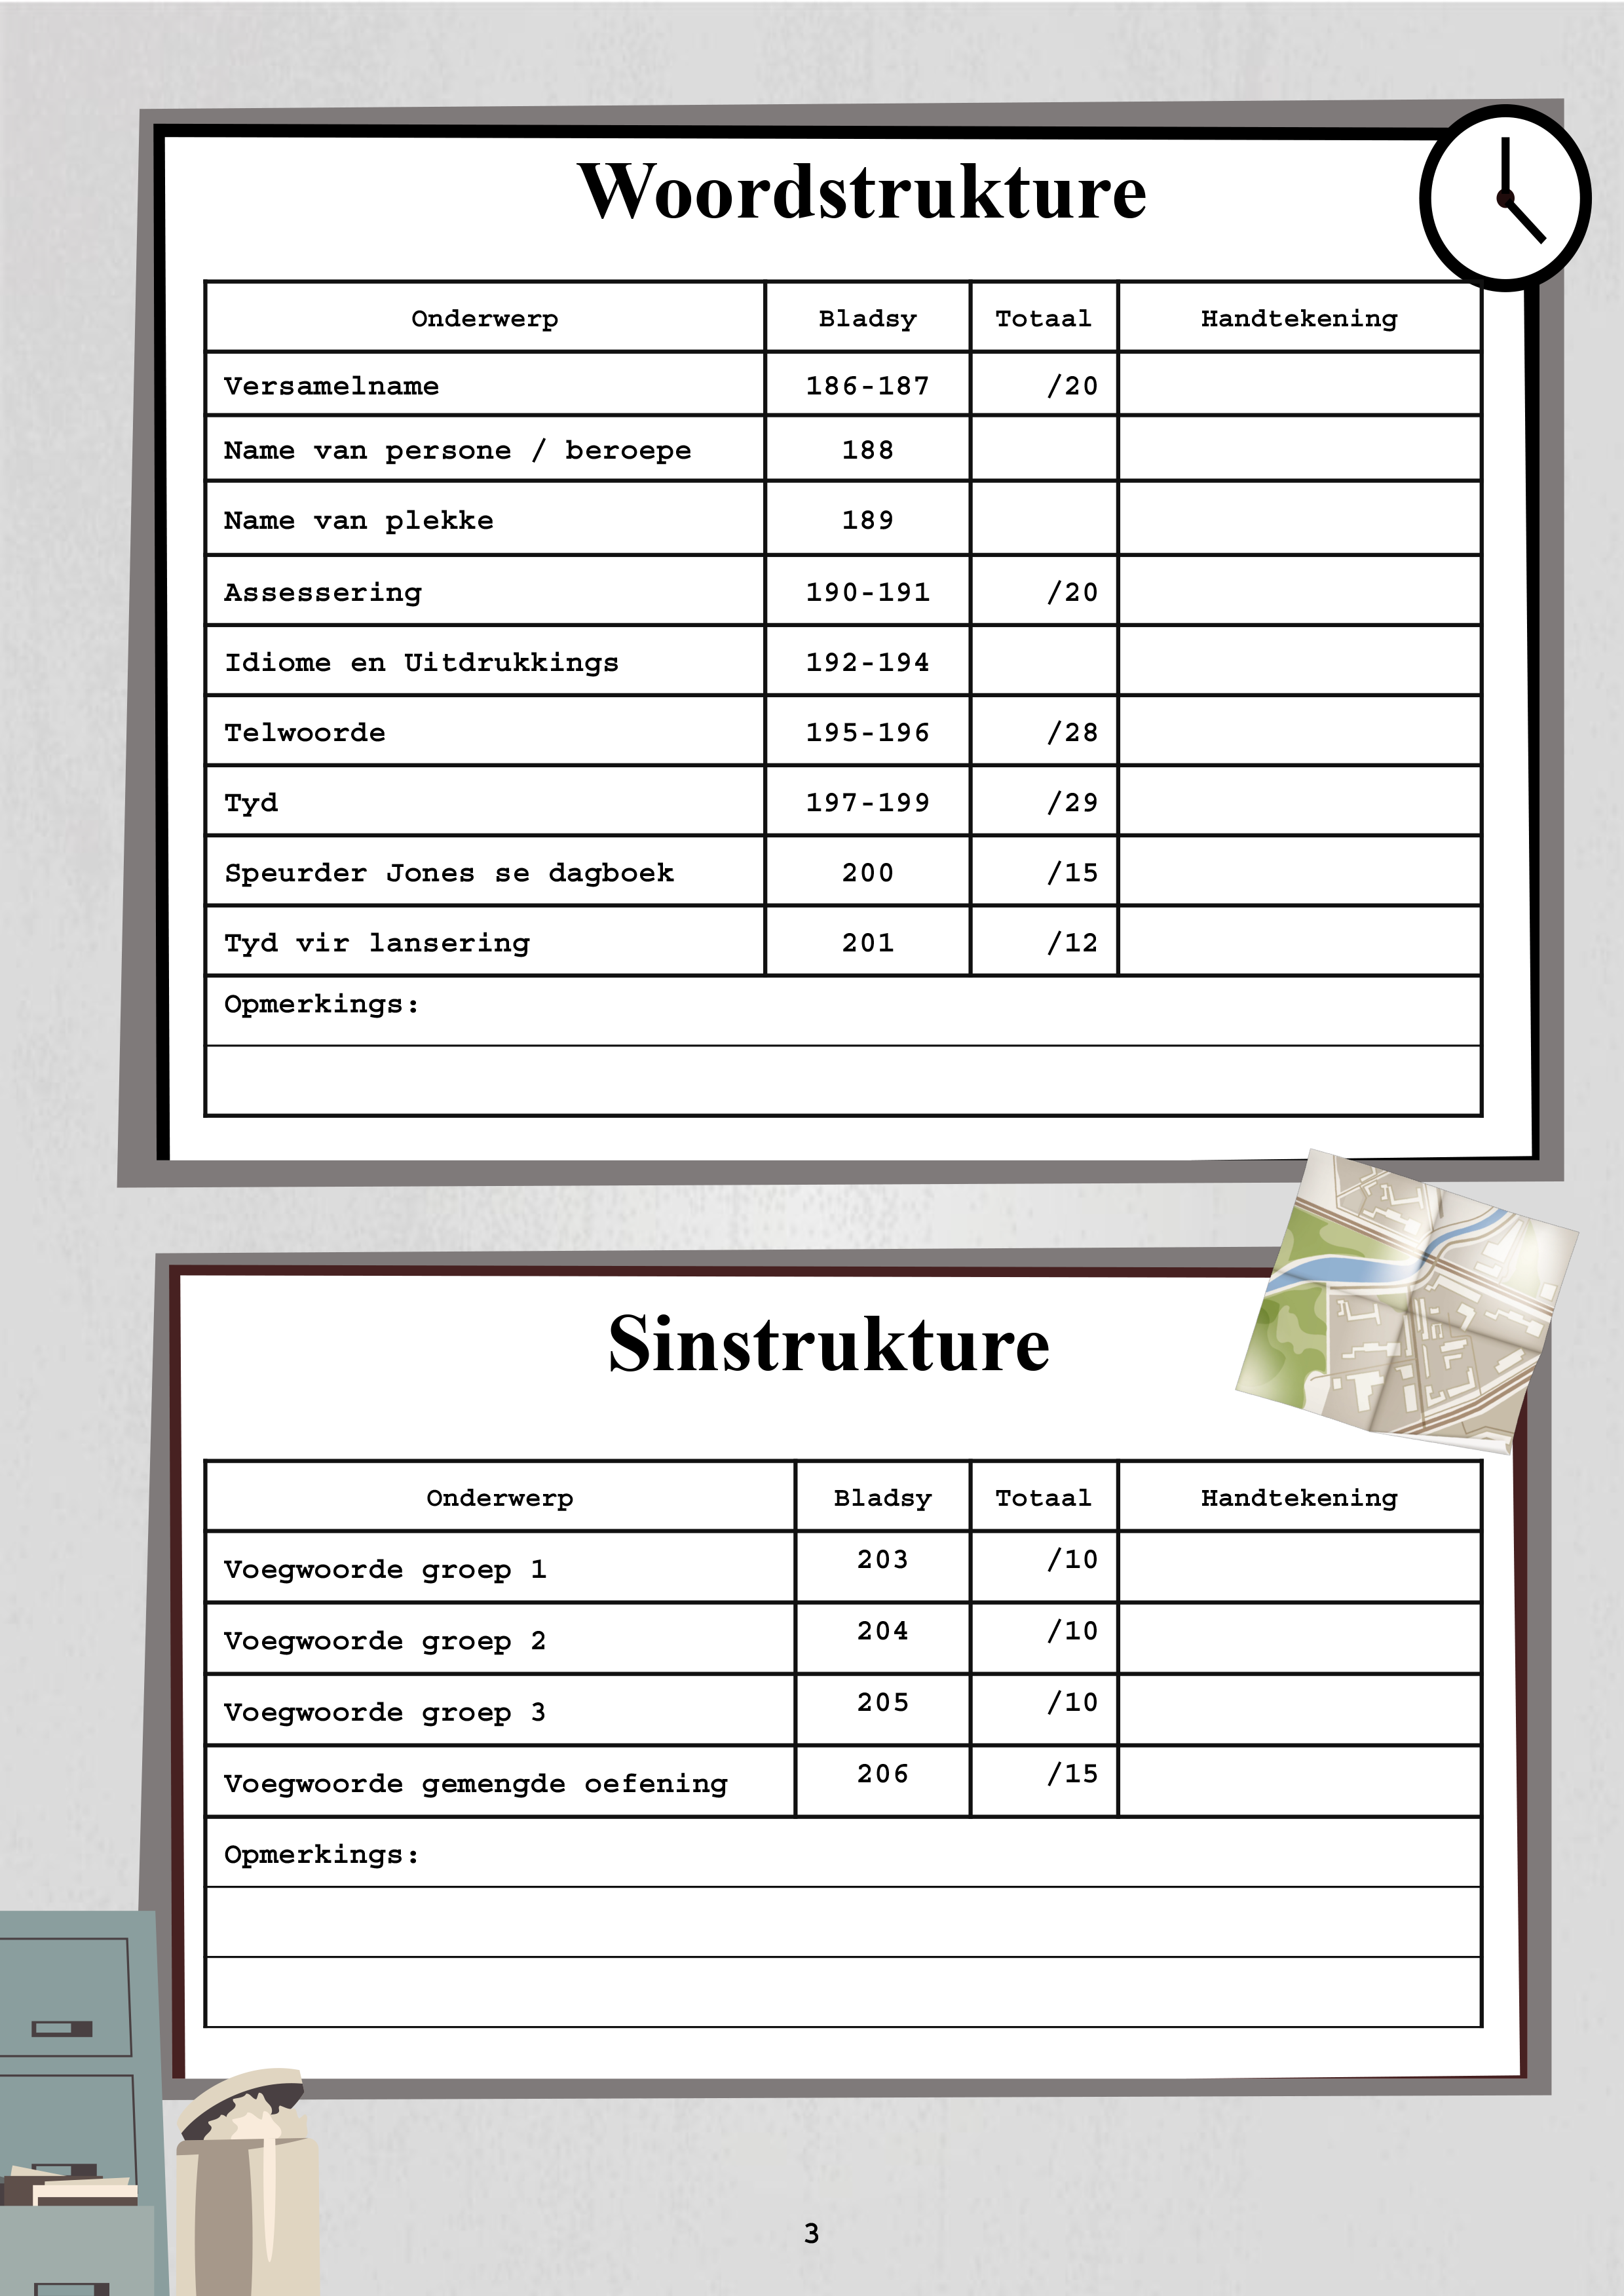 Woordstrukture
Onderwerp Bladsy Totaal Handtekening
Versamelname 186-187 /20
Name van persone / beroepe 188
Name van plekke 189
Assessering 190-191 /20
Idiome en Uitdrukkings 192-194
Telwoorde 195-196 /28
Tyd 197-199 /29
Speurder Jones se dagboek 200 /15
Tyd vir lansering 201 /12
Opmerkings:
Sinstrukture
Onderwerp Bladsy Totaal Handtekening
Voegwoorde groep 1 203 /10
Voegwoorde groep 2 204 /10
Voegwoorde groep 3 205 /10
Voegwoorde gemengde oefening 206 /15
Opmerkings:
3